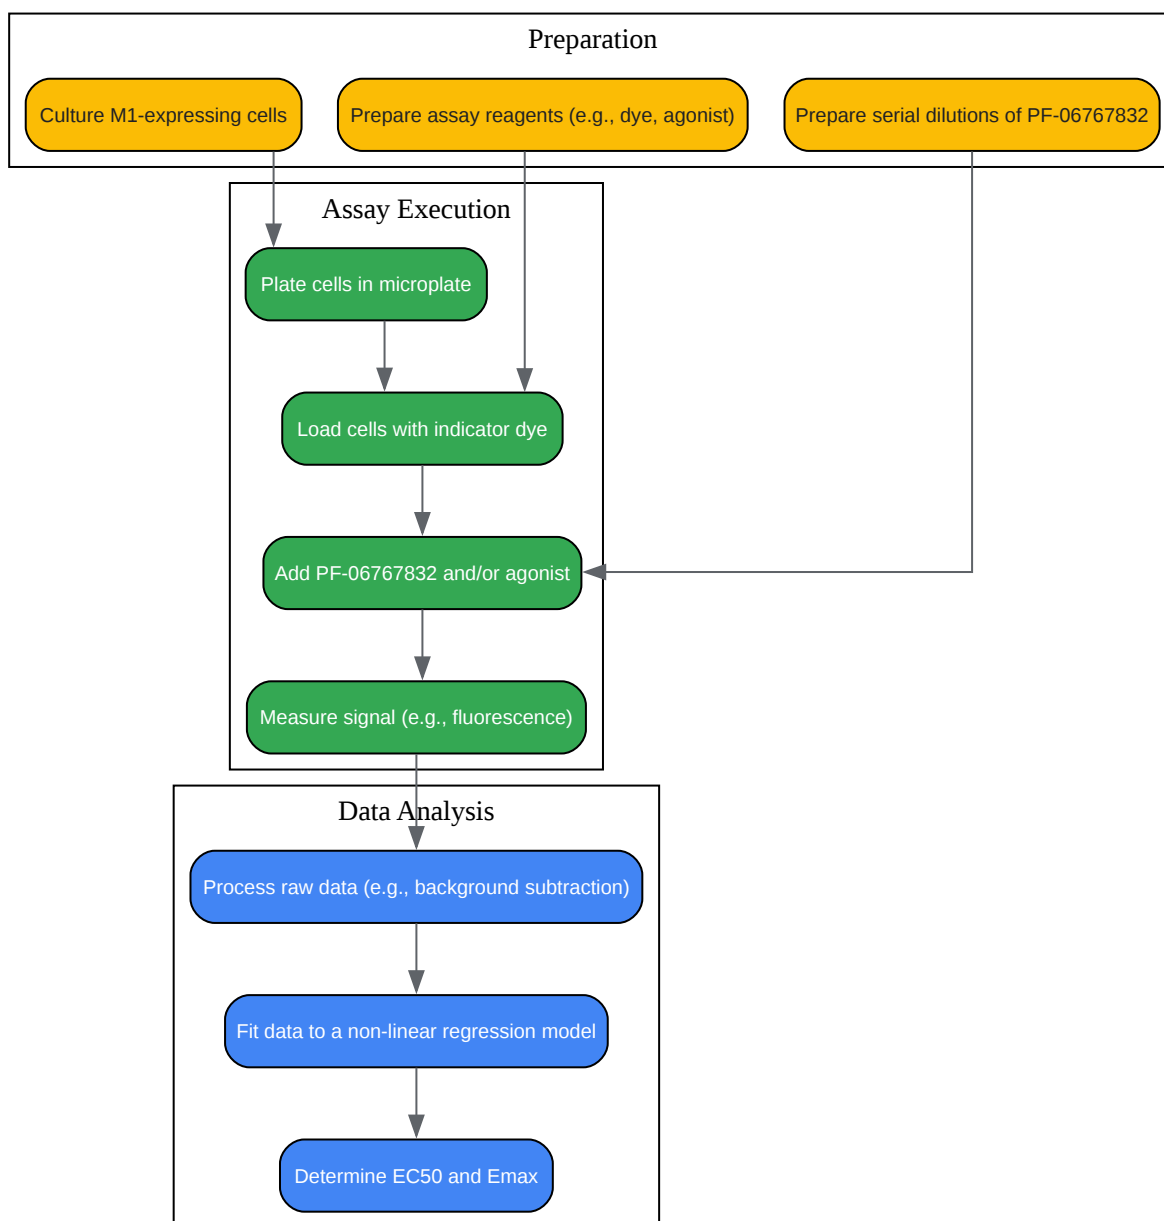 Preparation
Culture M1-expressing cells
Prepare assay reagents (e.g., dye, agonist)
Prepare serial dilutions of PF-06767832
Assay Execution
Plate cells in microplate
Load cells with indicator dye
Add PF-06767832 and/or agonist
Measure signal (e.g., fluorescence)
Data Analysis
Process raw data (e.g., background subtraction)
Fit data to a non-linear regression model
Determine EC50 and Emax